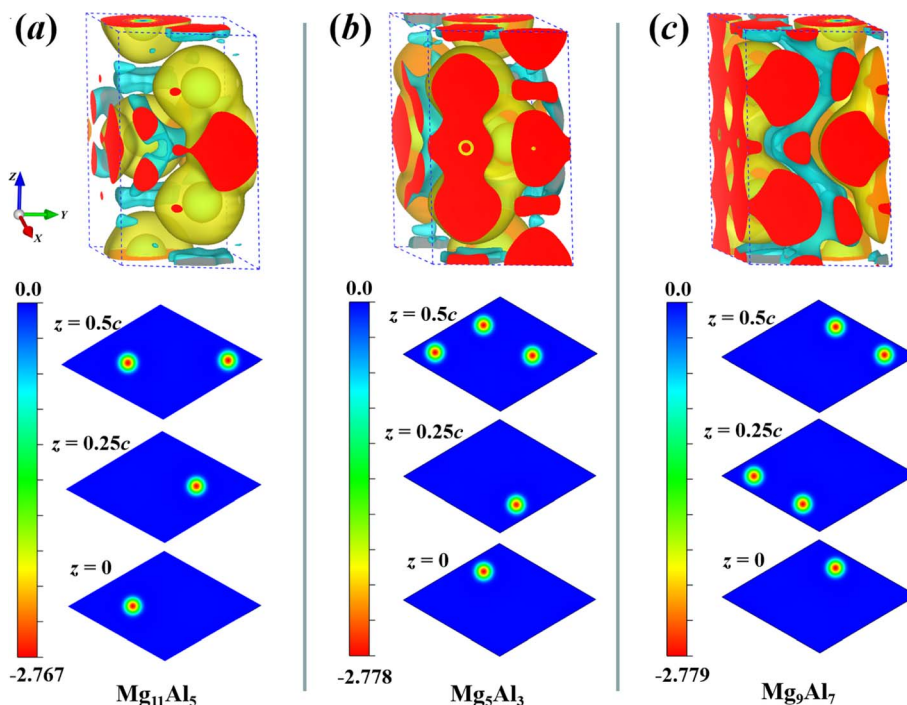 (a)
Z
Y
X
0.0
z = 0.5c
z = 0.25c
z = 0
-2.767
Mg₁₁Al₅
(b)
0.0
z = 0.5c
z = 0.25c
z = 0
-2.778
Mg₅Al₃
(c)
0.0
z = 0.5c
z = 0.25c
z = 0
-2.779
Mg₉Al₇